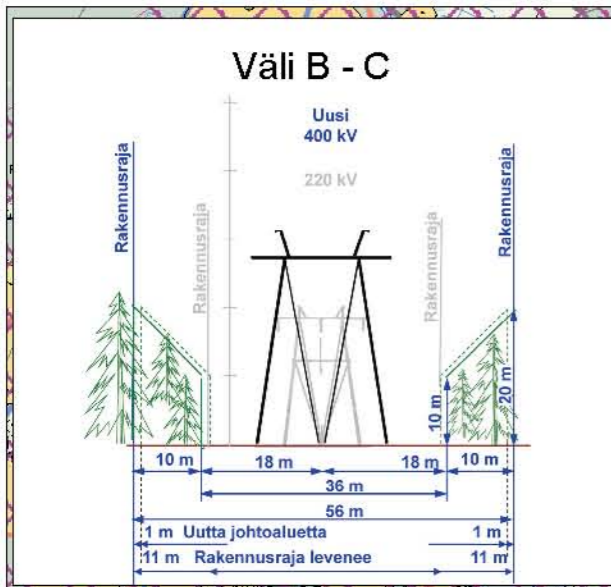 Väli B - C
Uusi
400 kV
220 kV
Rakennusraja
Rakennusraja
Rakennusraja
Rakennusraja
10 m
20 m
10 m
18 m
18 m
10 m
36 m
56 m
1 m Uutta johtoaluetta 1 m
11 m Rakennusraja levenee 11 m